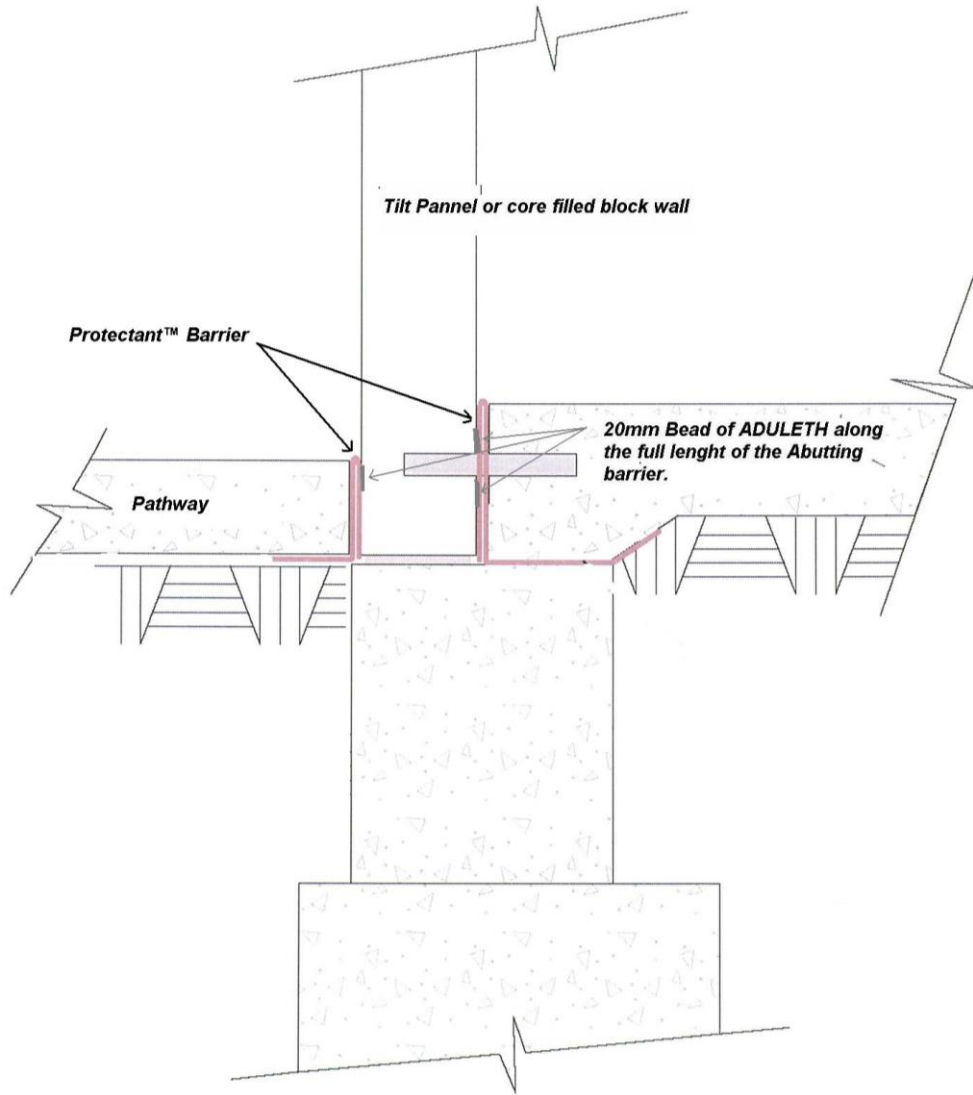 Tilt Pannel or core filled block wall
Protectant™ Barrier
20mm Bead of ADULETH along
the full lenght of the Abutting
barrier.
Pathway